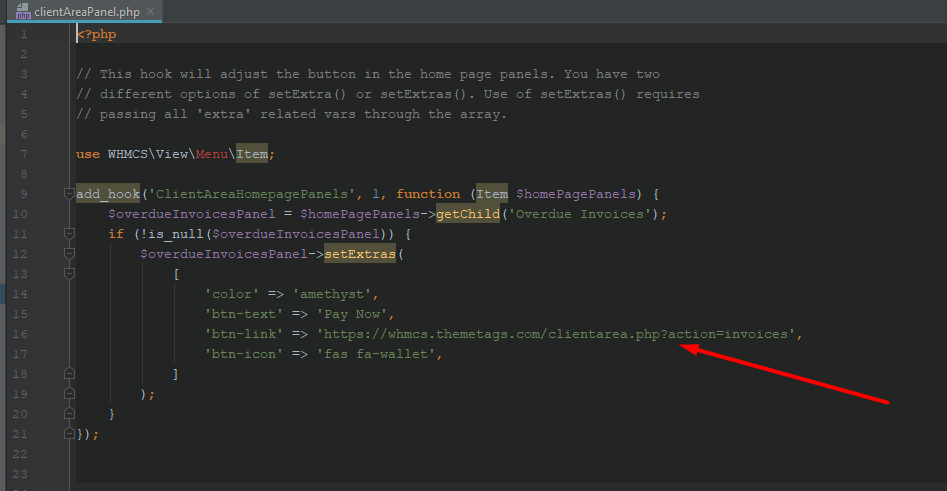 clientAreaPanel.php
1 <?php
2
3 // This hook will adjust the button in the home page panels. You have two
4 // different options of setExtra() or setExtras(). Use of setExtras() requires
5 // passing all 'extra' related vars through the array.
6
7 use WHMCS\View\Menu\Item;
8
9 add_hook('ClientAreaHomepagePanels', 1, function (Item $homePagePanels) {
10 $overdueInvoicesPanel = $homePagePanels->getChild('Overdue Invoices');
11 if (!is_null($overdueInvoicesPanel)) {
12 $overdueInvoicesPanel->setExtras(
13 [
14 'color' => 'amethyst',
15 'btn-text' => 'Pay Now',
16 'btn-link' => 'https://whmcs.themetags.com/clientarea.php?action=invoices',
17 'btn-icon' => 'fas fa-wallet',
18 ]
19 );
20 }
21 });
22
23